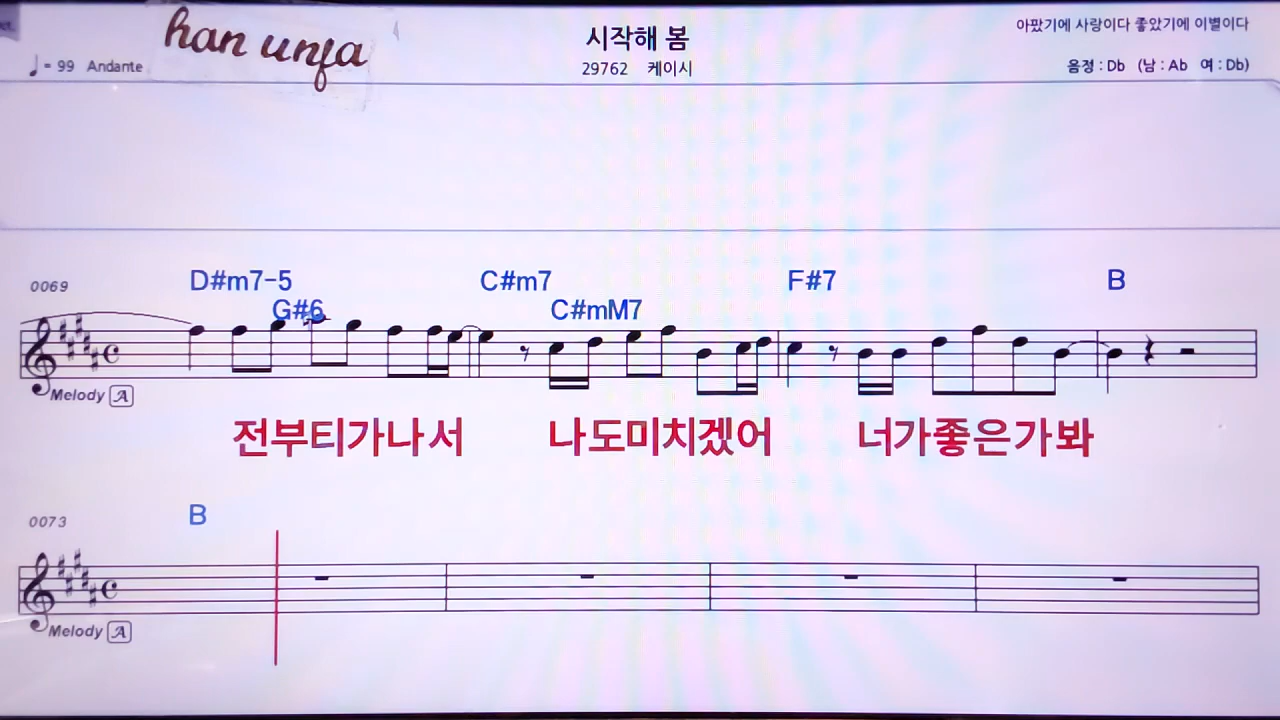 han unfa
시작해 봄
아팠기에 사랑이다 좋았기에 이별이다
♩= 99 Andante
29762 케이시
음정 : Db (남 : Ab 여 : Db)
0069
D#m7-5
C#m7
F#7
B
G#6
C#mM7
Melody A
전부티가나서 나도미치겠어 너가좋은가봐
0073
B
Melody A